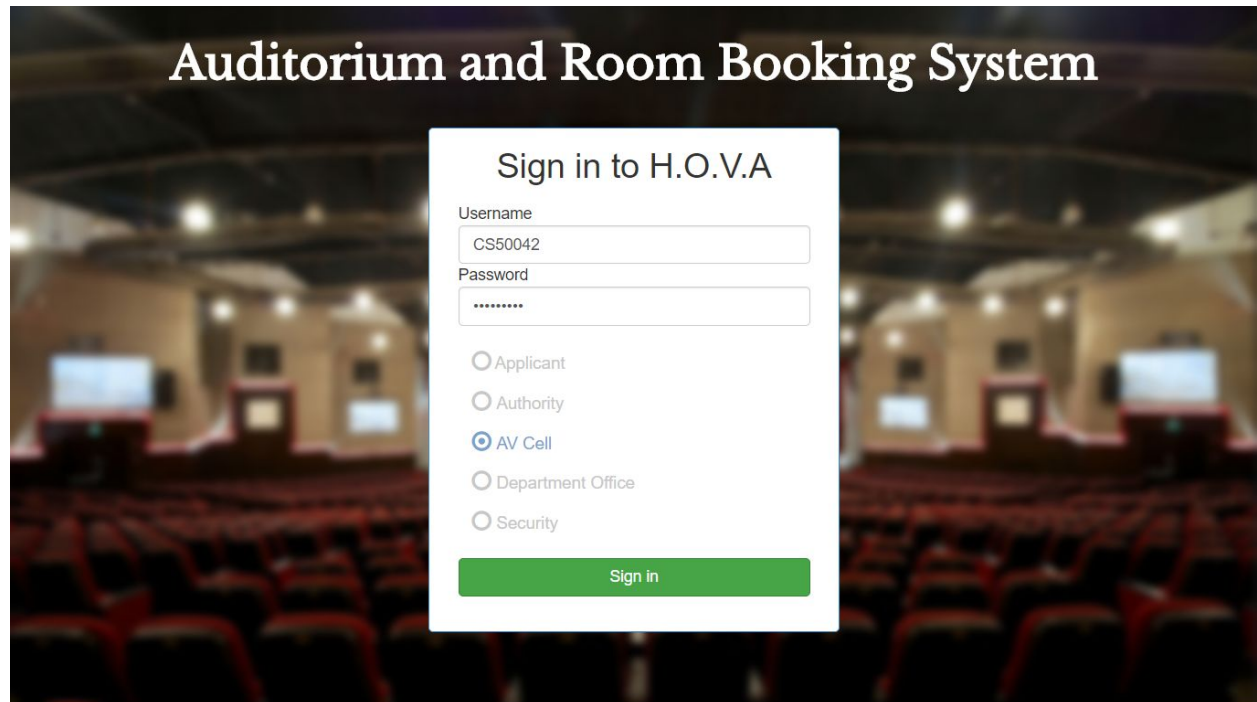 Auditorium and Room Booking System
Sign in to H.O.V.A
Username
CS50042
Password
•••••••••
Applicant
Authority
AV Cell
Department Office
Security
Sign in